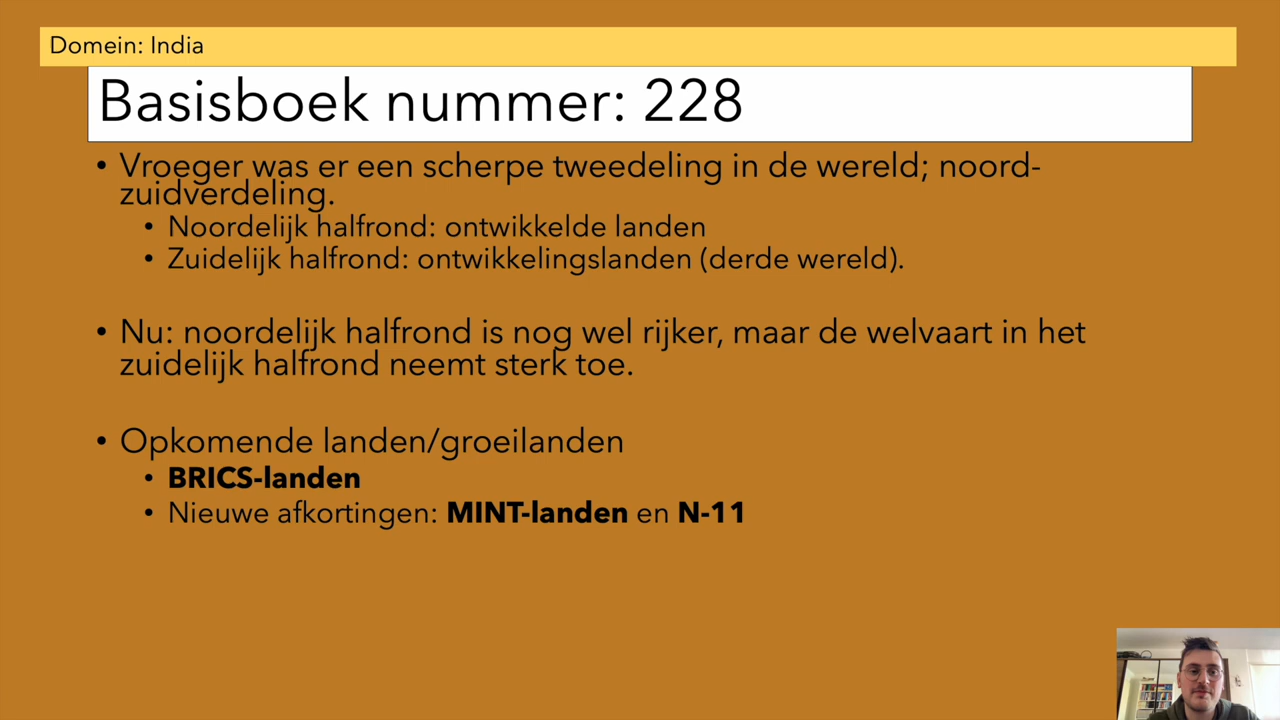 Domein: India
Basisboek nummer: 228
• Vroeger was er een scherpe tweedeling in de wereld; noord-
zuidverdeling.
• Noordelijk halfrond: ontwikkelde landen
• Zuidelijk halfrond: ontwikkelingslanden (derde wereld).
• Nu: noordelijk halfrond is nog wel rijker, maar de welvaart in het
zuidelijk halfrond neemt sterk toe.
• Opkomende landen/groeilanden
• BRICS-landen
• Nieuwe afkortingen: MINT-landen en N-11